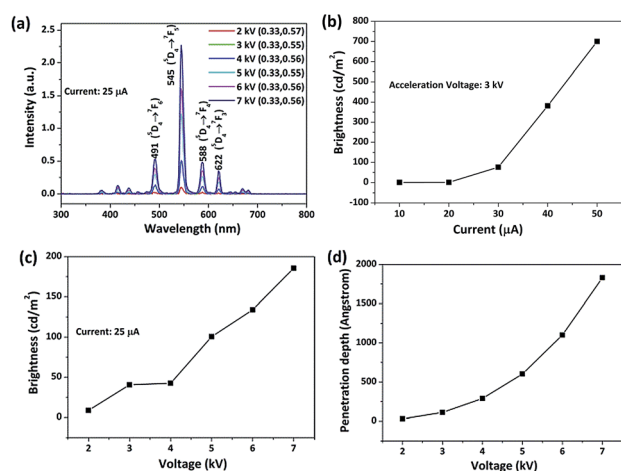 (a)
2.5
2.0
1.5
1.0
0.5
0.0
Intensity (a.u.)
Current: 25 μA
491 (⁵D₄→⁷F₆)
545 (⁵D₄→⁷F₅)
588 (⁵D₄→⁷F₄)
622 (⁵D₄→⁷F₃)
2 kV (0.33,0.57)
3 kV (0.33,0.55)
4 kV (0.33,0.56)
5 kV (0.33,0.55)
6 kV (0.33,0.56)
7 kV (0.33,0.56)
300 400 500 600 700 800
Wavelength (nm)
(b)
800
700
600
500
400
300
200
100
0
-100
Brightness (cd/m²)
Acceleration Voltage: 3 kV
10 20 30 40 50
Current (μA)
(c)
200
150
100
50
0
Brightness (cd/m²)
Current: 25 μA
2 3 4 5 6 7
Voltage (kV)
(d)
2000
1500
1000
500
0
Penetration depth (Angstrom)
2 3 4 5 6 7
Voltage (kV)